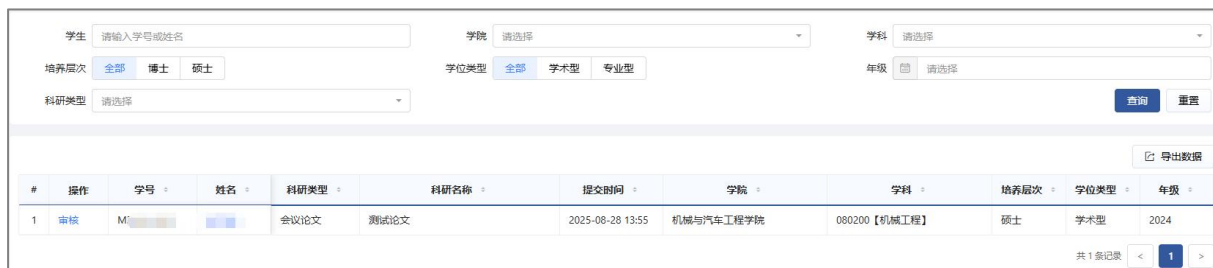 学生 请输入学号或姓名 学院 请选择 学科 请选择
培养层次 全部 博士 硕士 学位类型 全部 学术型 专业型 年级 请选择
科研类型 请选择 查询 重置
导出数据
# 操作 学号 姓名 科研类型 科研名称 提交时间 学院 学科 培养层次 学位类型 年级
1 审核 会议论文 测试论文 2025-08-28 13:55 机械与汽车工程学院 080200【机械工程】 硕士 学术型 2024
共 1 条记录 < 1 >